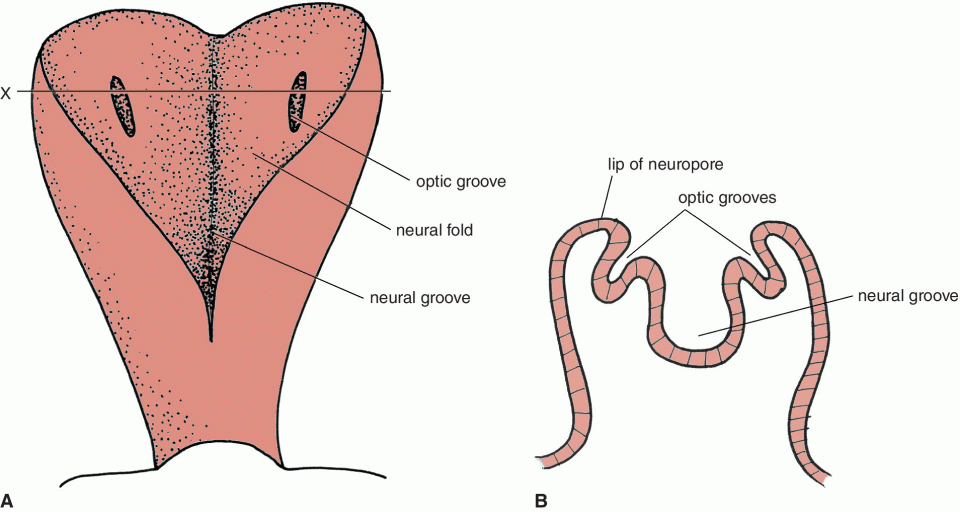 X
optic groove
neural fold
neural groove
A
lip of neuropore
optic grooves
neural groove
B